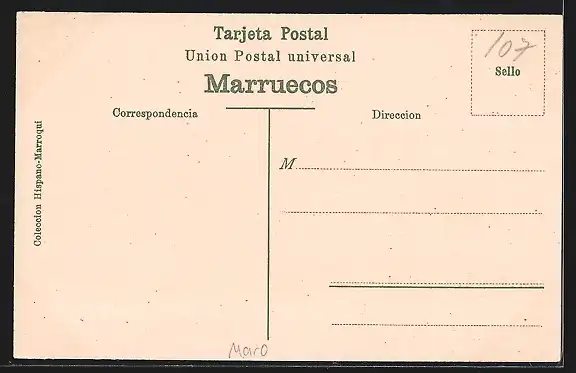 Tarjeta Postal
Union Postal universal
Marruecos
107
Sello
Correspondencia
Direccion
Coleccion Hispano-Marroqui
M
Maro